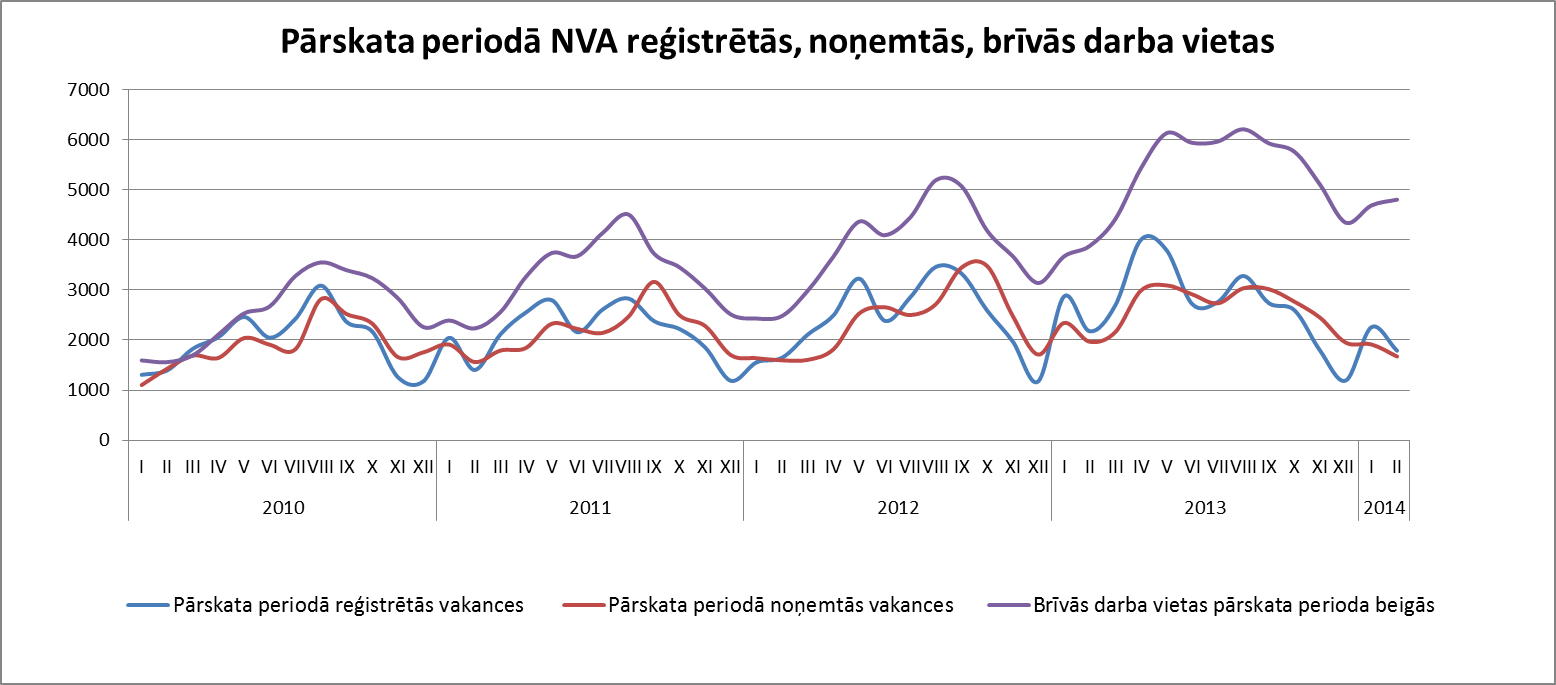 Pārskata periodā NVA reģistrētās, noņemtās, brīvās darba vietas
7000
6000
5000
4000
3000
2000
1000
0
I II III IV V VI VII VIII IX X XI XII I II III IV V VI VII VIII IX X XI XII I II III IV V VI VII VIII IX X XI XII I II III IV V VI VII VIII IX X XI XII I II
2010 2011 2012 2013 2014
Pārskata periodā reģistrētās vakances Pārskata periodā noņemtās vakances Brīvās darba vietas pārskata perioda beigās